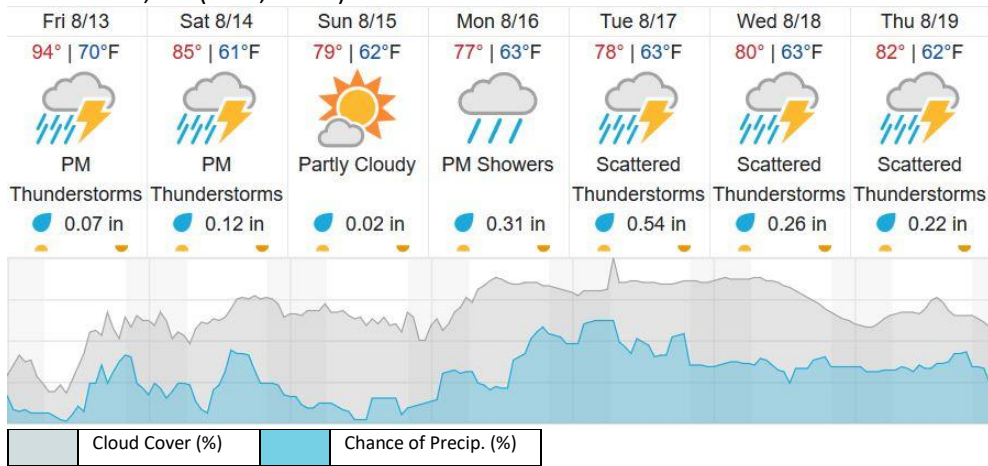 Fri 8/13 Sat 8/14 Sun 8/15 Mon 8/16 Tue 8/17 Wed 8/18 Thu 8/19
94° | 70°F 85° | 61°F 79° | 62°F 77° | 63°F 78° | 63°F 80° | 63°F 82° | 62°F
PM PM Partly Cloudy PM Showers Scattered Scattered Scattered
Thunderstorms Thunderstorms Thunderstorms Thunderstorms Thunderstorms
0.07 in 0.12 in 0.02 in 0.31 in 0.54 in 0.26 in 0.22 in
Cloud Cover (%) Chance of Precip. (%)